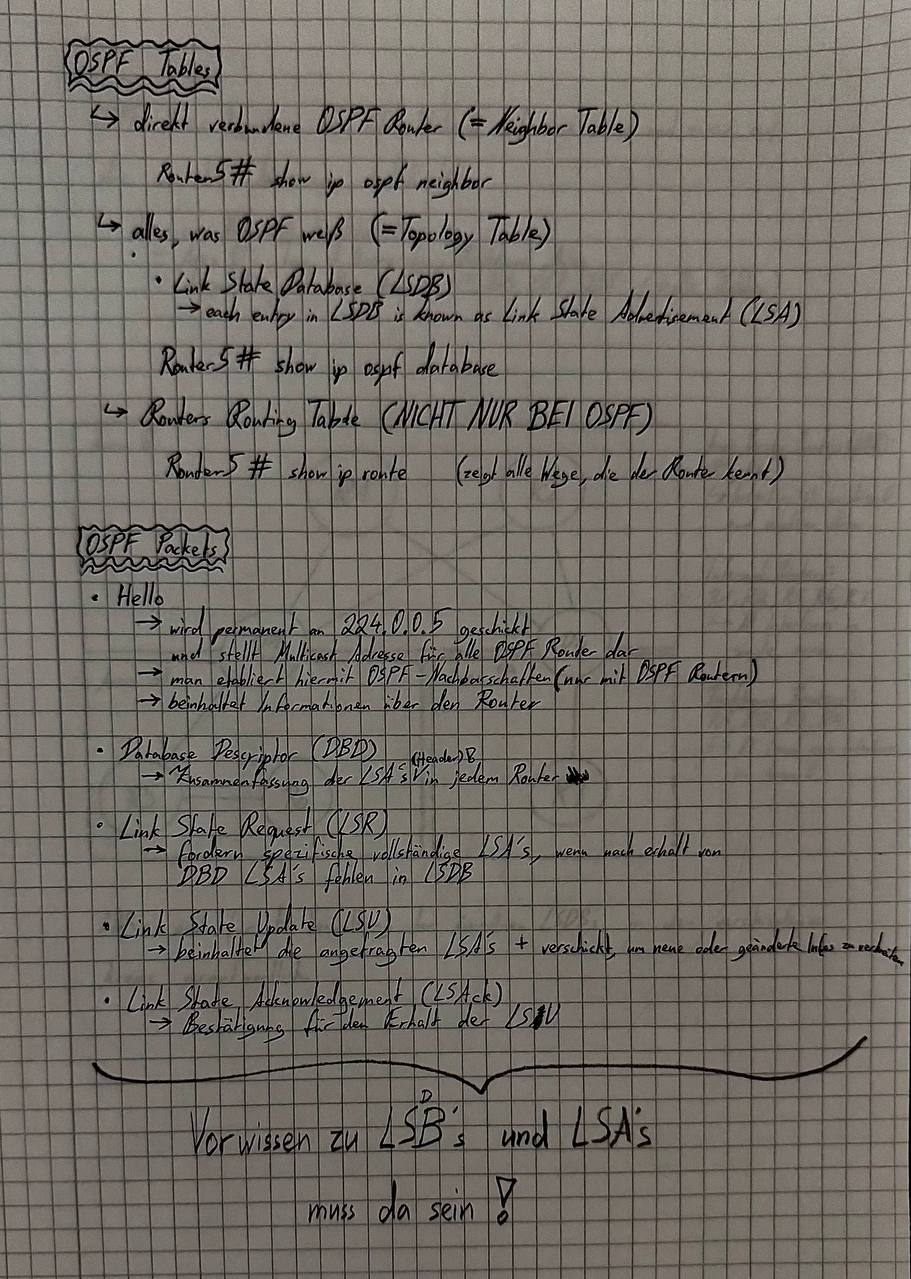 OSPF Tables
↳ direkt verbundene OSPF Router (= Neighbor Table)
Router5# show ip ospf neighbor
↳ alles, was OSPF weiß (=Topology Table)
• Link State Database (LSDB)
→ each entry in LSDB is known as Link State Advertisement (LSA)
Router5# show ip ospf database
↳ Routers Routing Table (NICHT NUR BEI OSPF)
Router5 # show ip route (zeigt alle Wege, die der Router kennt)
OSPF Packets
• Hello
→ wird permanent an 224.0.0.5 geschickt
und stellt Multicast Adresse für alle OSPF Router dar
→ man etabliert hiermit OSPF-Nachbarschaften (nur mit OSPF Routern)
→ beinhaltet Informationen über den Router
• Database Descriptor (DBD)
→ Zusammenfassung der LSA's (Header) in jedem Router
• Link State Request (LSR)
→ fordern spezifische vollständige LSA's, wenn nach erhalt von
DBD LSA's fehlen in LSDB
• Link State Update (LSU)
→ beinhaltet die angefragten LSA's + verschickt, um neue oder geänderte Infos zu
• Link State Acknowledgement (LSAck)
→ Bestätigung für den Erhalt der LSU
Vorwissen zu LSDB's und LSA's
muss da sein !